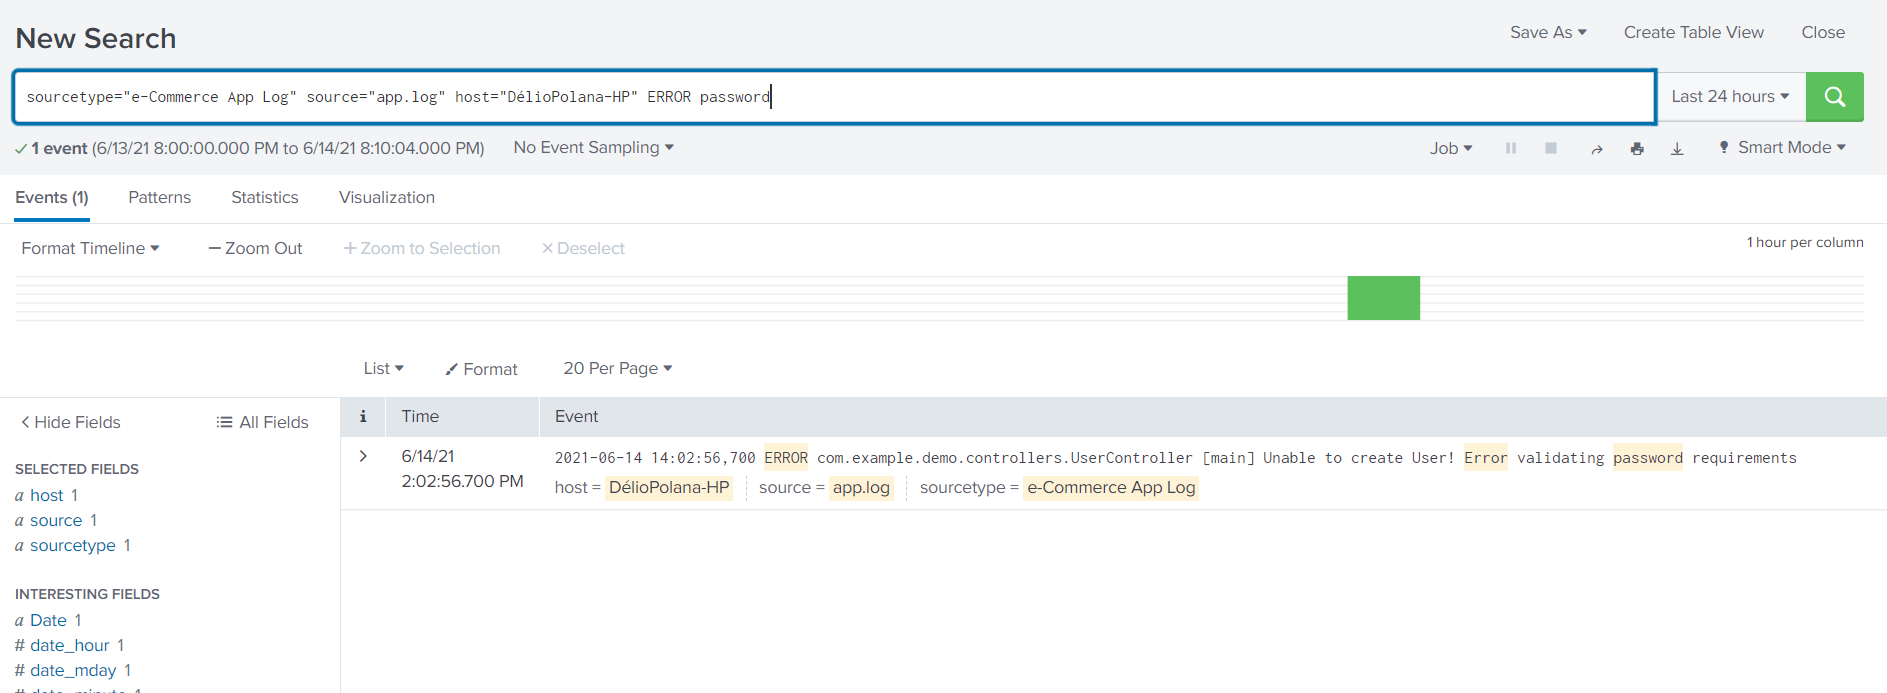 New Search
Save As
Create Table View
Close
sourcetype="e-Commerce App Log" source="app.log" host="DélioPolana-HP" ERROR password
Last 24 hours
1 event (6/13/21 8:00:00.000 PM to 6/14/21 8:10:04.000 PM)
No Event Sampling
Job
Smart Mode
Events (1)
Patterns
Statistics
Visualization
Format Timeline
— Zoom Out
+ Zoom to Selection
× Deselect
1 hour per column
List
Format
20 Per Page
< Hide Fields
All Fields
i
Time
Event
SELECTED FIELDS
a host 1
a source 1
a sourcetype 1
INTERESTING FIELDS
a Date 1
# date_hour 1
# date_mday 1
> 6/14/21
2:02:56.700 PM
2021-06-14 14:02:56,700 ERROR com.example.demo.controllers.UserController [main] Unable to create User! Error validating password requirements
host = DélioPolana-HP
source = app.log
sourcetype = e-Commerce App Log